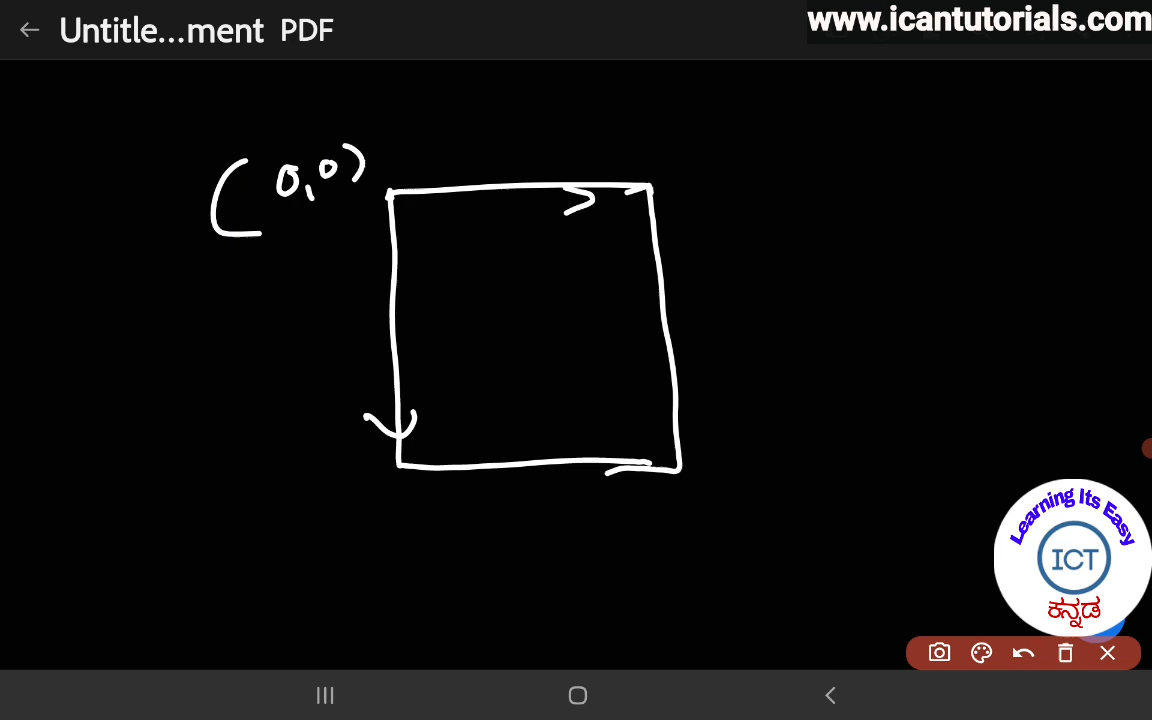 Untitle...ment PDF
www.icantutorials.com
(0,0)
Learning Its Easy
ICT
ಕನ್ನಡ